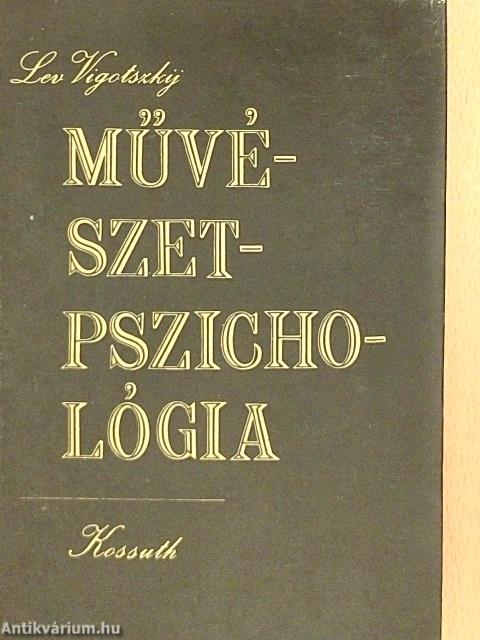 Lev Vigotszkij
MŰVÉ-
SZET-
PSZICHO-
LÓGIA
Kossuth
Antikvárium.hu